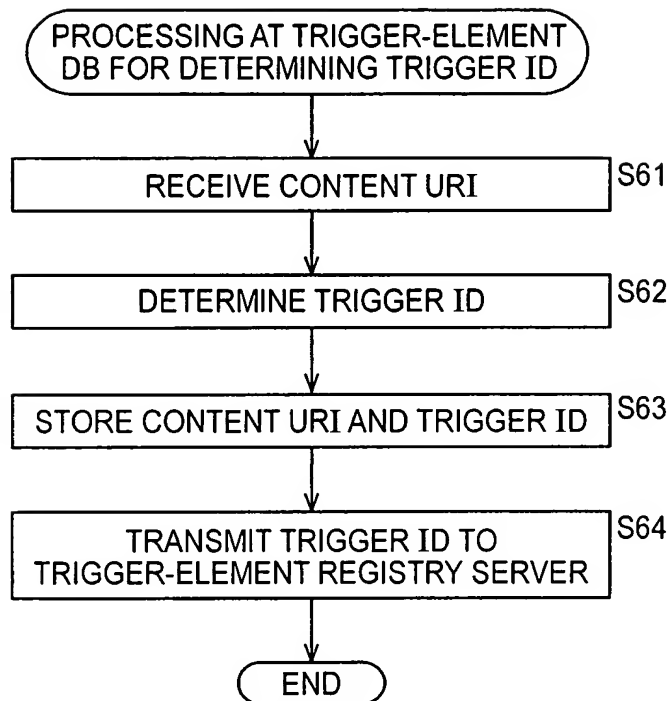 PROCESSING AT TRIGGER-ELEMENT
DB FOR DETERMINING TRIGGER ID
RECEIVE CONTENT URI
S61
DETERMINE TRIGGER ID
S62
STORE CONTENT URI AND TRIGGER ID
S63
TRANSMIT TRIGGER ID TO
TRIGGER-ELEMENT REGISTRY SERVER
S64
END